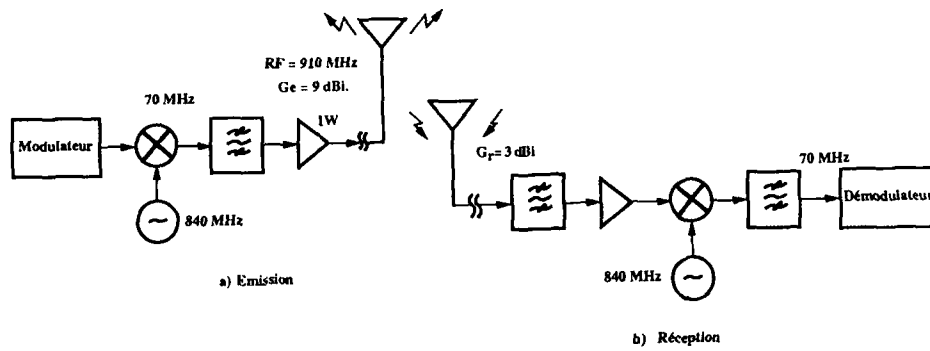 RF = 910 MHz
Ge = 9 dBi.
70 MHz
1W
Modulateur
840 MHz
a) Emission
Gr= 3 dBi
70 MHz
Démodulateur
840 MHz
b) Réception